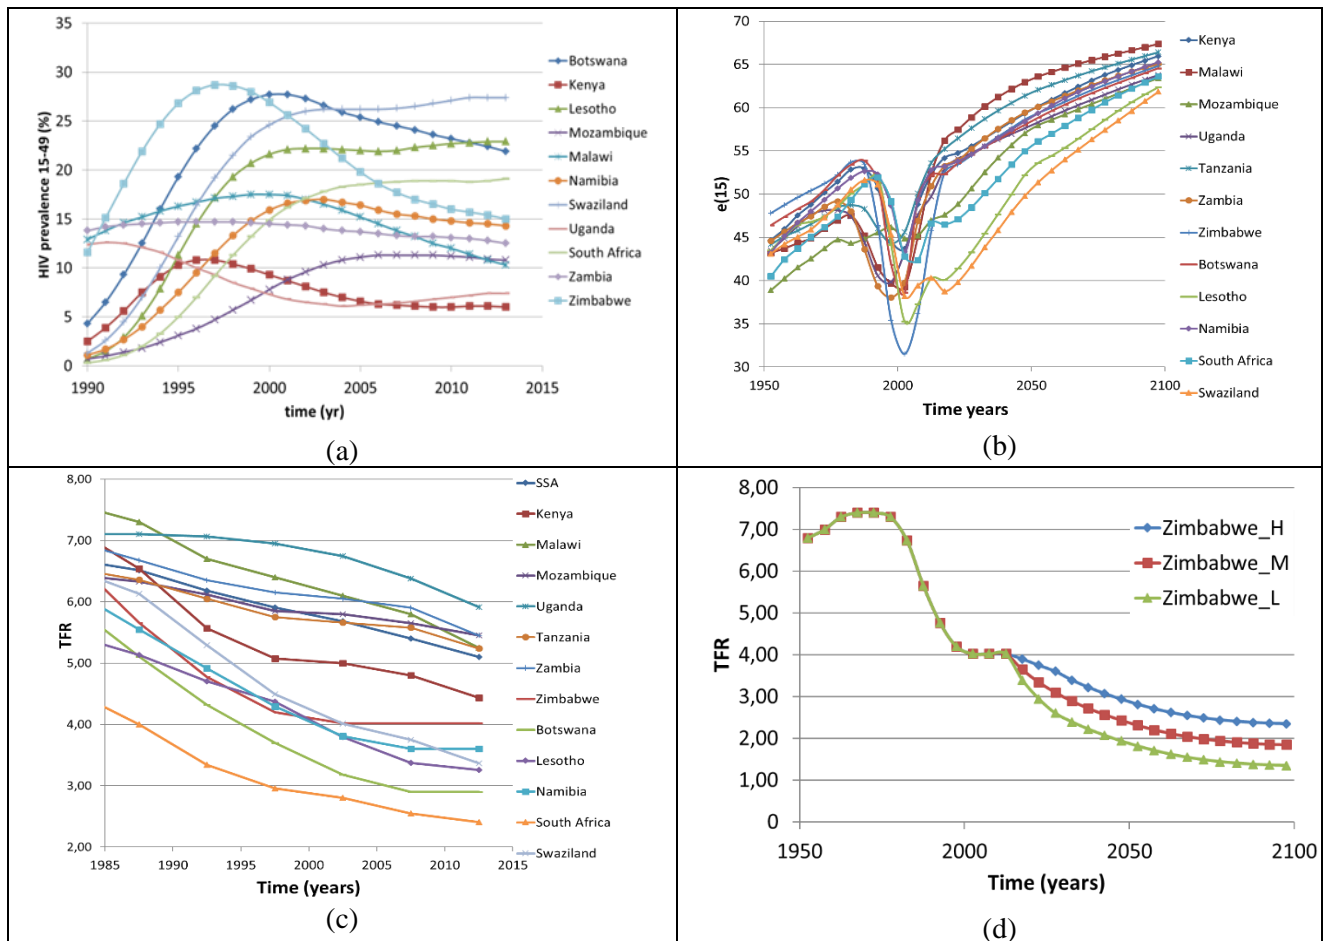 35
30
25
20
15
10
5
0
HIV prevalence 15-49 (%)
1990 1995 2000 2005 2010 2015
time (yr)
Botswana
Kenya
Lesotho
Mozambique
Malawi
Namibia
Swaziland
Uganda
South Africa
Zambia
Zimbabwe
(a)
70
65
60
55
50
45
40
35
30
e(15)
1950 2000 2050 2100
Time years
Kenya
Malawi
Mozambique
Uganda
Tanzania
Zambia
Zimbabwe
Botswana
Lesotho
Namibia
South Africa
Swaziland
(b)
8,00
7,00
6,00
5,00
4,00
3,00
2,00
TFR
1985 1990 1995 2000 2005 2010 2015
Time (years)
SSA
Kenya
Malawi
Mozambique
Uganda
Tanzania
Zambia
Zimbabwe
Botswana
Lesotho
Namibia
South Africa
Swaziland
(c)
8,00
7,00
6,00
5,00
4,00
3,00
2,00
1,00
0
TFR
1950 2000 2050 2100
Time (years)
Zimbabwe_H
Zimbabwe_M
Zimbabwe_L
(d)